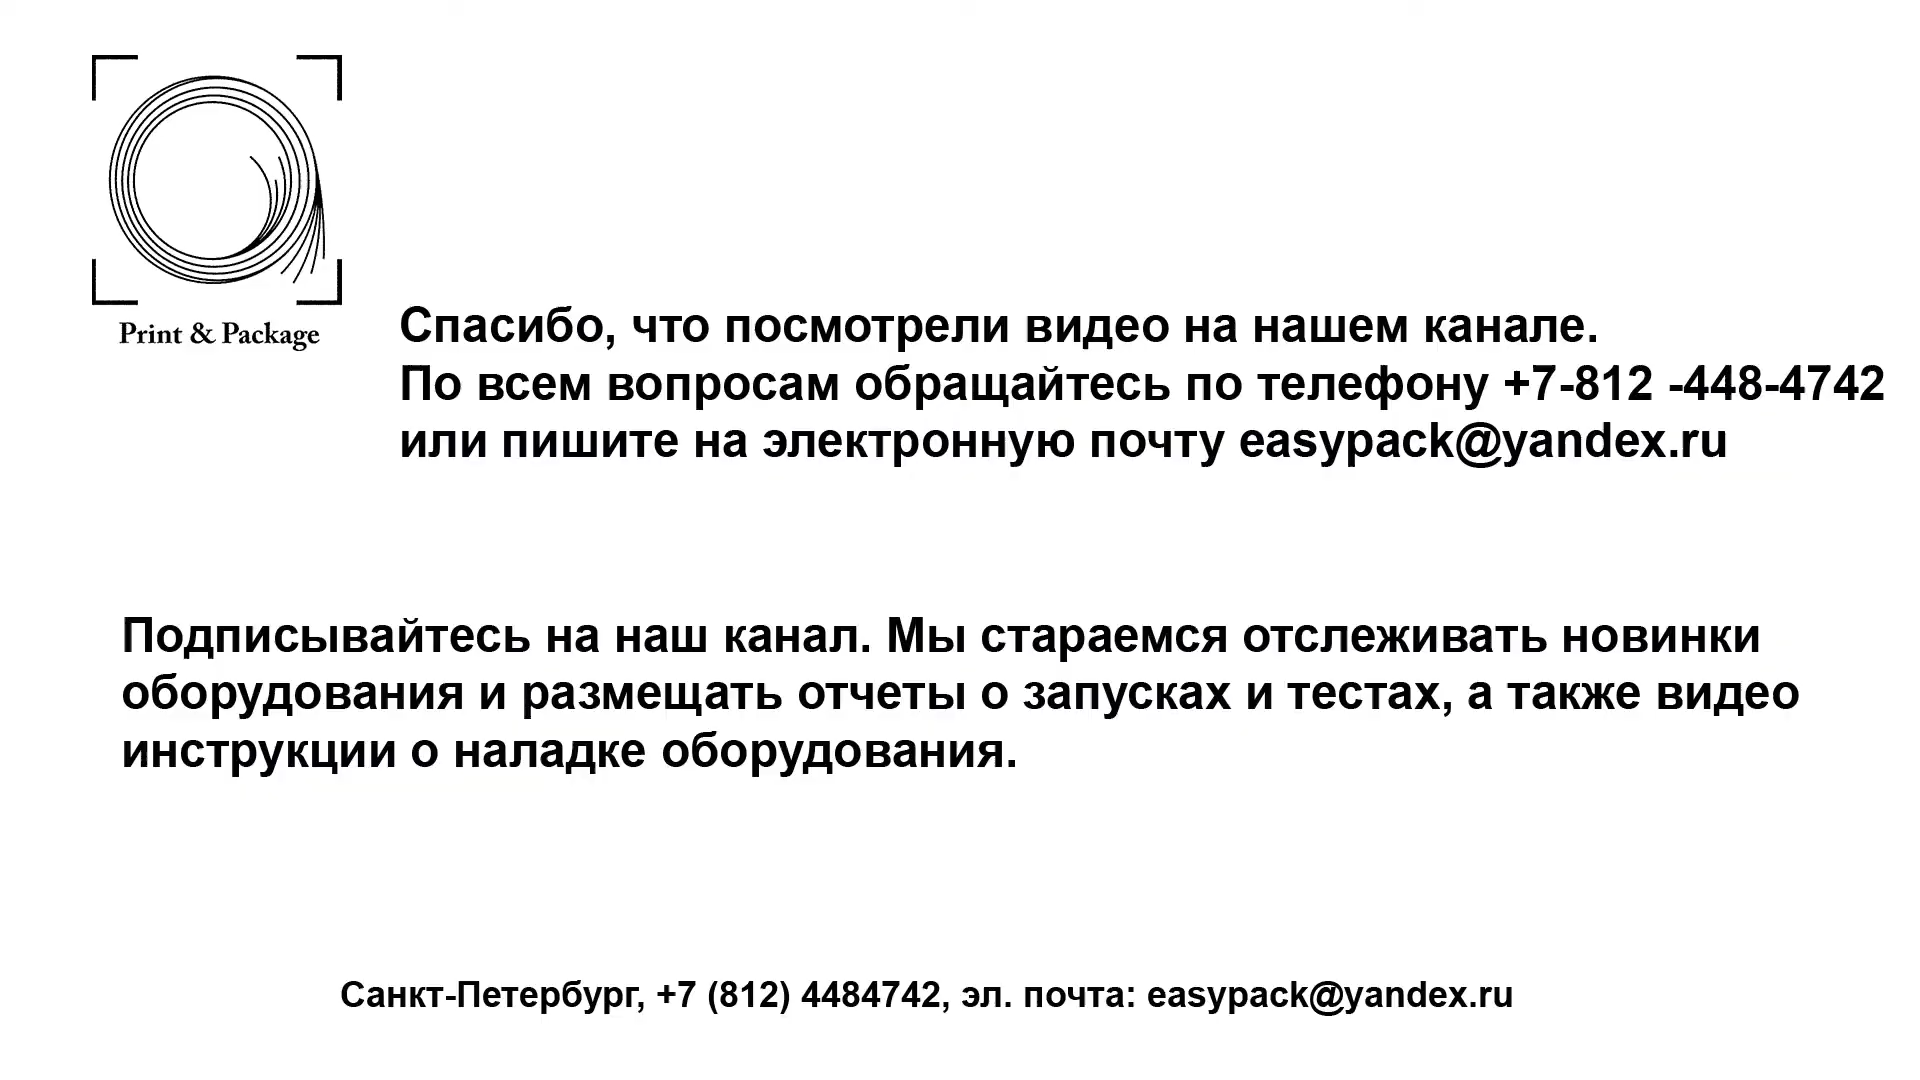 Print & Package
Спасибо, что посмотрели видео на нашем канале.
По всем вопросам обращайтесь по телефону +7-812 -448-4742
или пишите на электронную почту easypack@yandex.ru
Подписывайтесь на наш канал. Мы стараемся отслеживать новинки
оборудования и размещать отчеты о запусках и тестах, а также видео
инструкции о наладке оборудования.
Санкт-Петербург, +7 (812) 4484742, эл. почта: easypack@yandex.ru